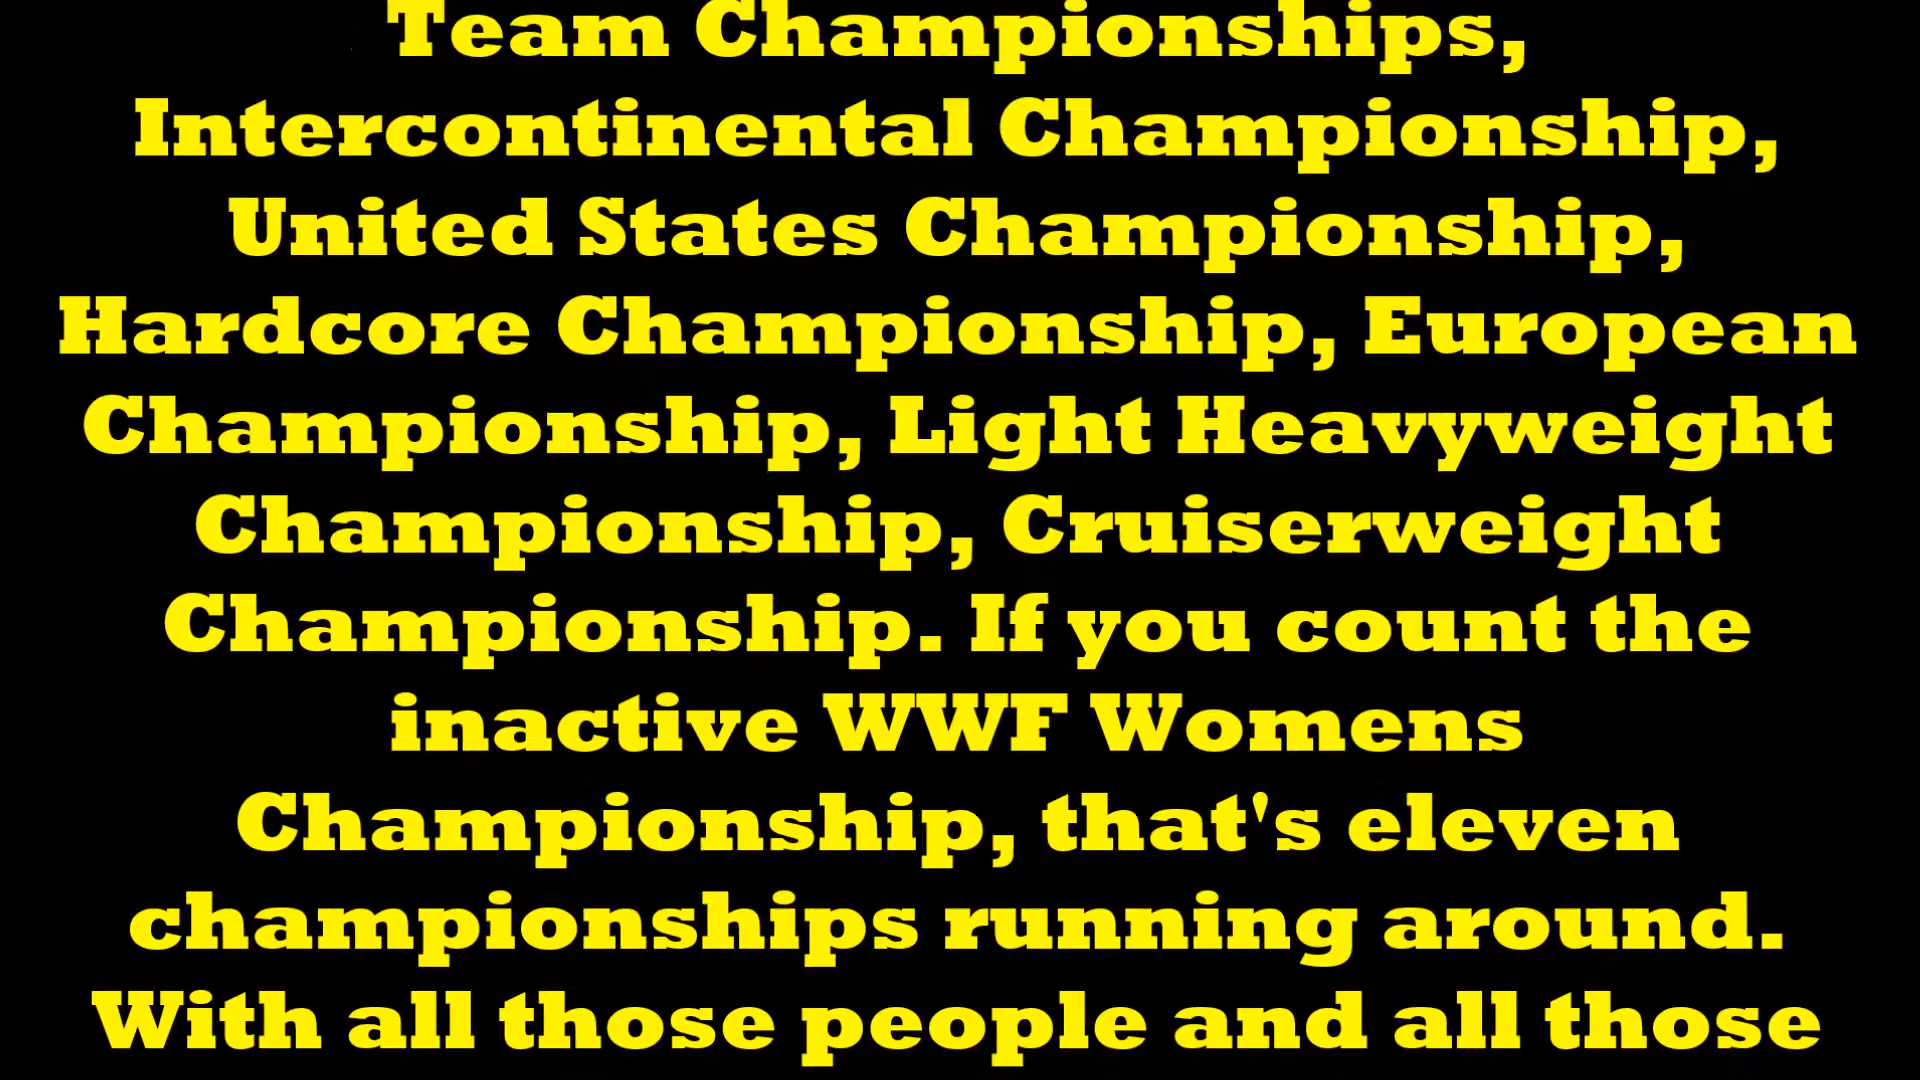 Team Championships,
Intercontinental Championship,
United States Championship,
Hardcore Championship, European
Championship, Light Heavyweight
Championship, Cruiserweight
Championship. If you count the
inactive WWF Womens
Championship, that's eleven
championships running around.
With all those people and all those